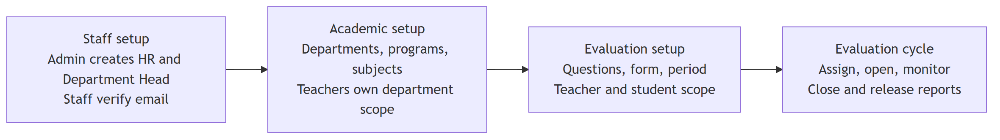 Staff setup
Admin creates HR and
Department Head
Staff verify email
Academic setup
Departments, programs,
subjects
Teachers own department
scope
Evaluation setup
Questions, form, period
Teacher and student scope
Evaluation cycle
Assign, open, monitor
Close and release reports